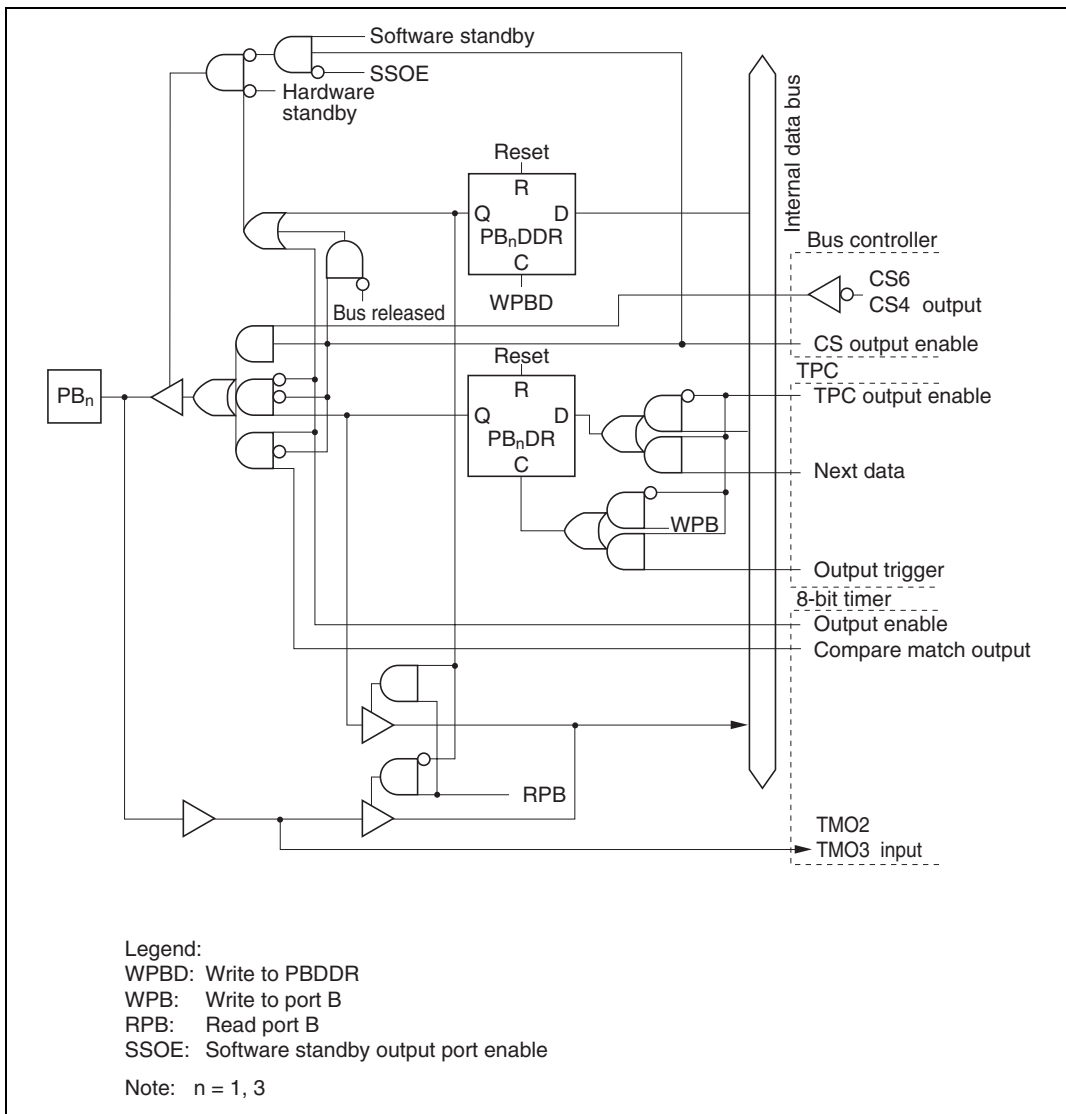 Software standby
SSOE
Hardware
standby
Internal data bus
Reset
R
Q D
PBnDDR
C
WPBD
Bus released
Bus controller
CS6
CS4 output
CS output enable
TPC
TPC output enable
Reset
R
Q D
PBnDR
C
PBn
Next data
WPB
Output trigger
8-bit timer
Output enable
Compare match output
RPB
TMO2
TMO3 input
Legend:
WPBD: Write to PBDDR
WPB: Write to port B
RPB: Read port B
SSOE: Software standby output port enable
Note: n = 1, 3